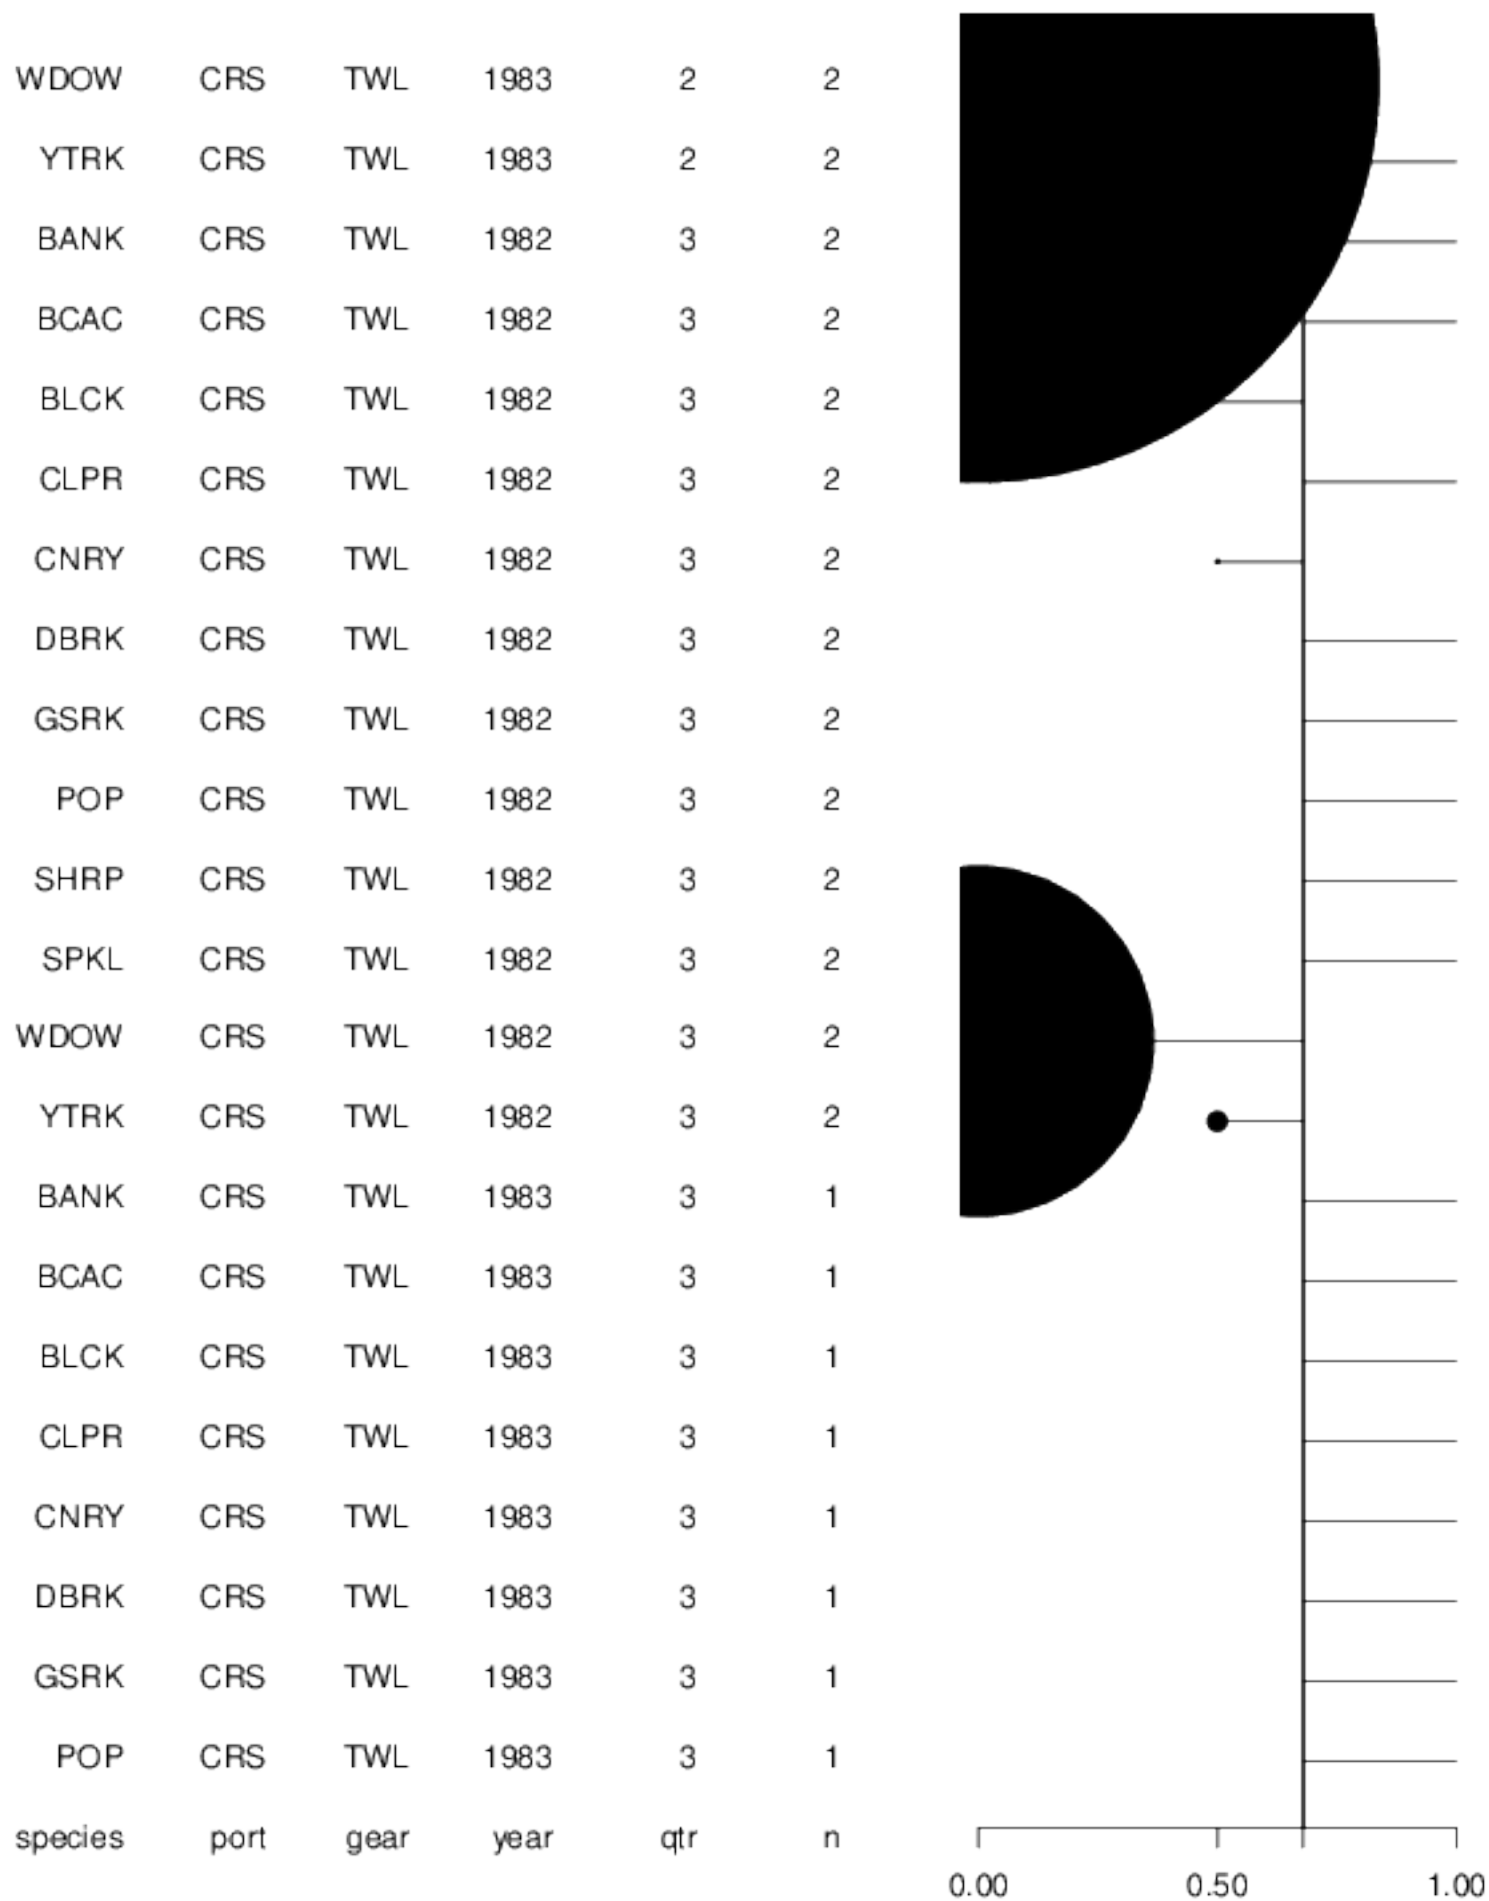 WDOW CRS TWL 1983 2 2
YTRK CRS TWL 1983 2 2
BANK CRS TWL 1982 3 2
BCAC CRS TWL 1982 3 2
BLCK CRS TWL 1982 3 2
CLPR CRS TWL 1982 3 2
CNRY CRS TWL 1982 3 2
DBRK CRS TWL 1982 3 2
GSRK CRS TWL 1982 3 2
POP CRS TWL 1982 3 2
SHRP CRS TWL 1982 3 2
SPKL CRS TWL 1982 3 2
WDOW CRS TWL 1982 3 2
YTRK CRS TWL 1982 3 2
BANK CRS TWL 1983 3 1
BCAC CRS TWL 1983 3 1
BLCK CRS TWL 1983 3 1
CLPR CRS TWL 1983 3 1
CNRY CRS TWL 1983 3 1
DBRK CRS TWL 1983 3 1
GSRK CRS TWL 1983 3 1
POP CRS TWL 1983 3 1
species port gear year qtr n
0.00 0.50 1.00